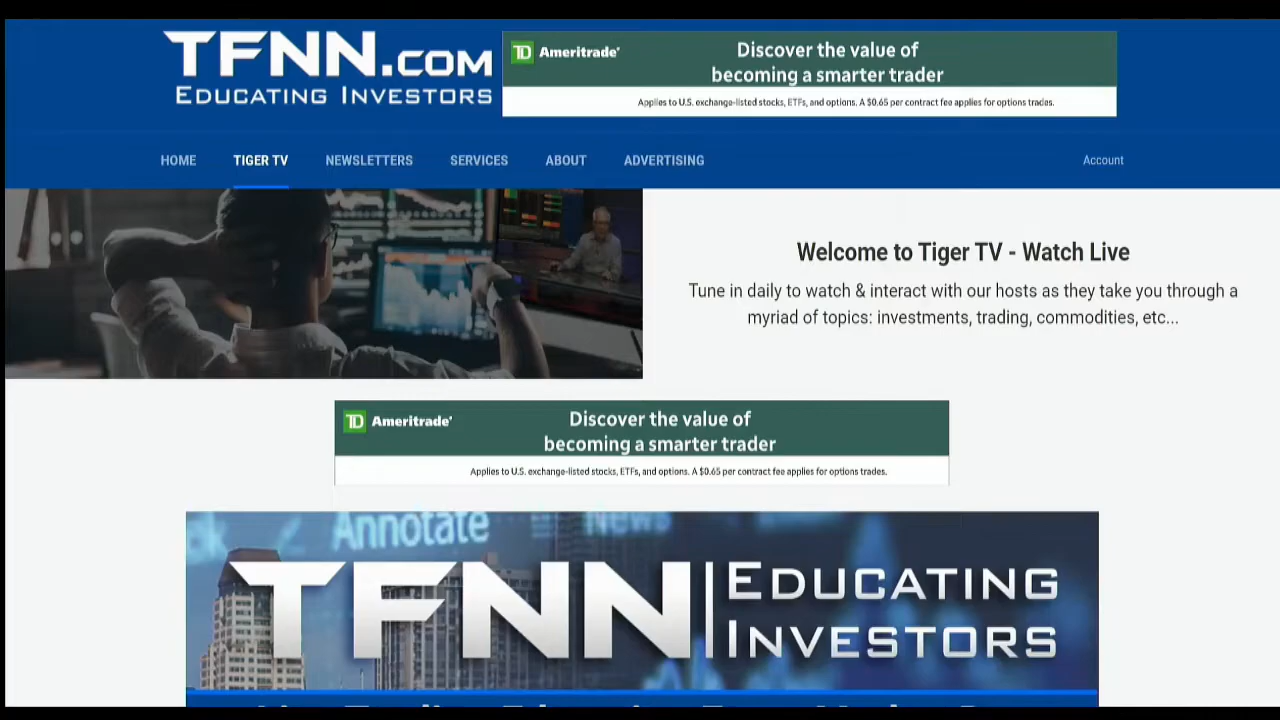 TFNN.COM
EDUCATING INVESTORS
TD Ameritrade
Discover the value of
becoming a smarter trader
Applies to U.S. exchange-listed stocks, ETFs, and options. A $0.65 per contract fee applies for options trades.
HOME
TIGER TV
NEWSLETTERS
SERVICES
ABOUT
ADVERTISING
Account
Welcome to Tiger TV - Watch Live
Tune in daily to watch & interact with our hosts as they take you through a
myriad of topics: investments, trading, commodities, etc...
TD Ameritrade
Discover the value of
becoming a smarter trader
Applies to U.S. exchange-listed stocks, ETFs, and options. A $0.65 per contract fee applies for options trades.
Annotate
News
TFNN
EDUCATING
INVESTORS